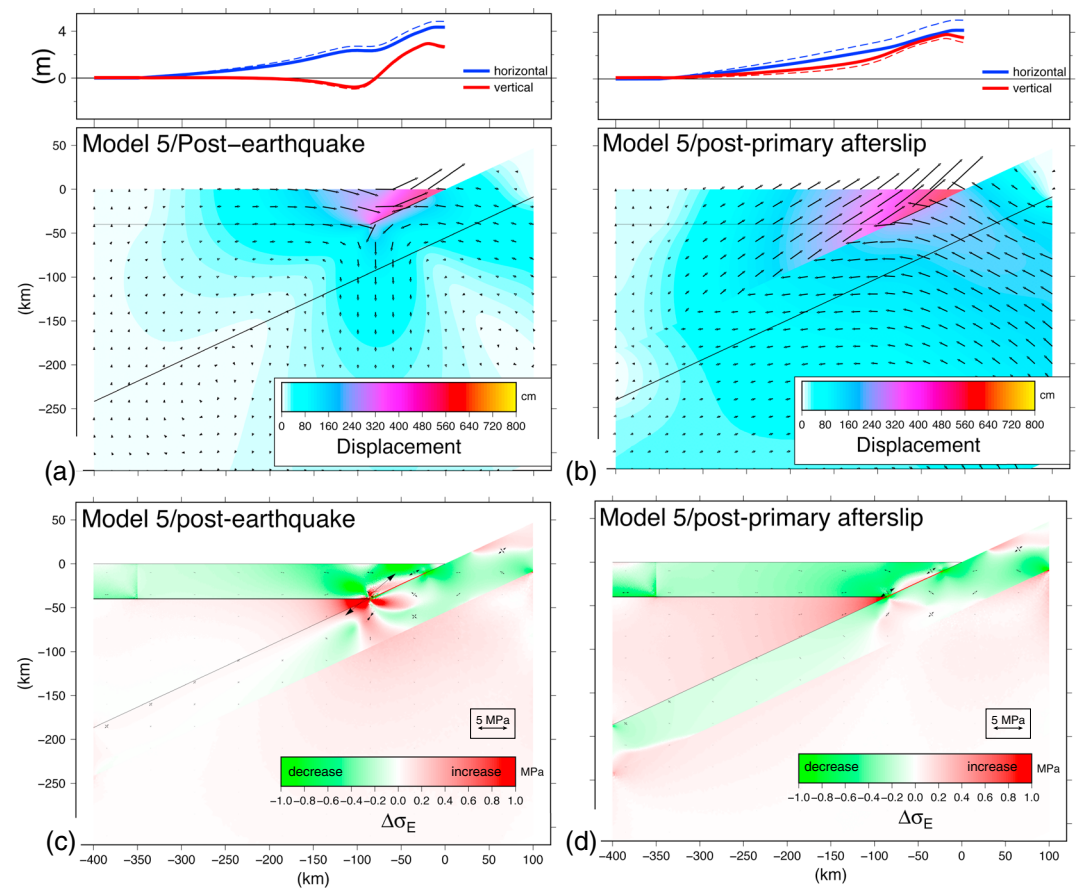 4
0
(m)
horizontal
vertical
horizontal
vertical
Model 5/Post−earthquake
Model 5/post-primary afterslip
50
0
−50
−100
−150
−200
−250
(km)
0 80 160 240 320 400 480 560 640 720 800
cm
Displacement
(a)
0 80 160 240 320 400 480 560 640 720 800
cm
Displacement
(b)
Model 5/post-earthquake
Model 5/post-primary afterslip
50
0
−50
−100
−150
−200
−250
(km)
5 MPa
decrease increase
MPa
−1.0 −0.8 −0.6 −0.4 −0.2 0.0 0.2 0.4 0.6 0.8 1.0
ΔσE
(c)
5 MPa
decrease increase
MPa
−1.0 −0.8 −0.6 −0.4 −0.2 0.0 0.2 0.4 0.6 0.8 1.0
ΔσE
(d)
−400 −350 −300 −250 −200 −150 −100 −50 0 50 100
(km)
−400 −350 −300 −250 −200 −150 −100 −50 0 50 100
(km)